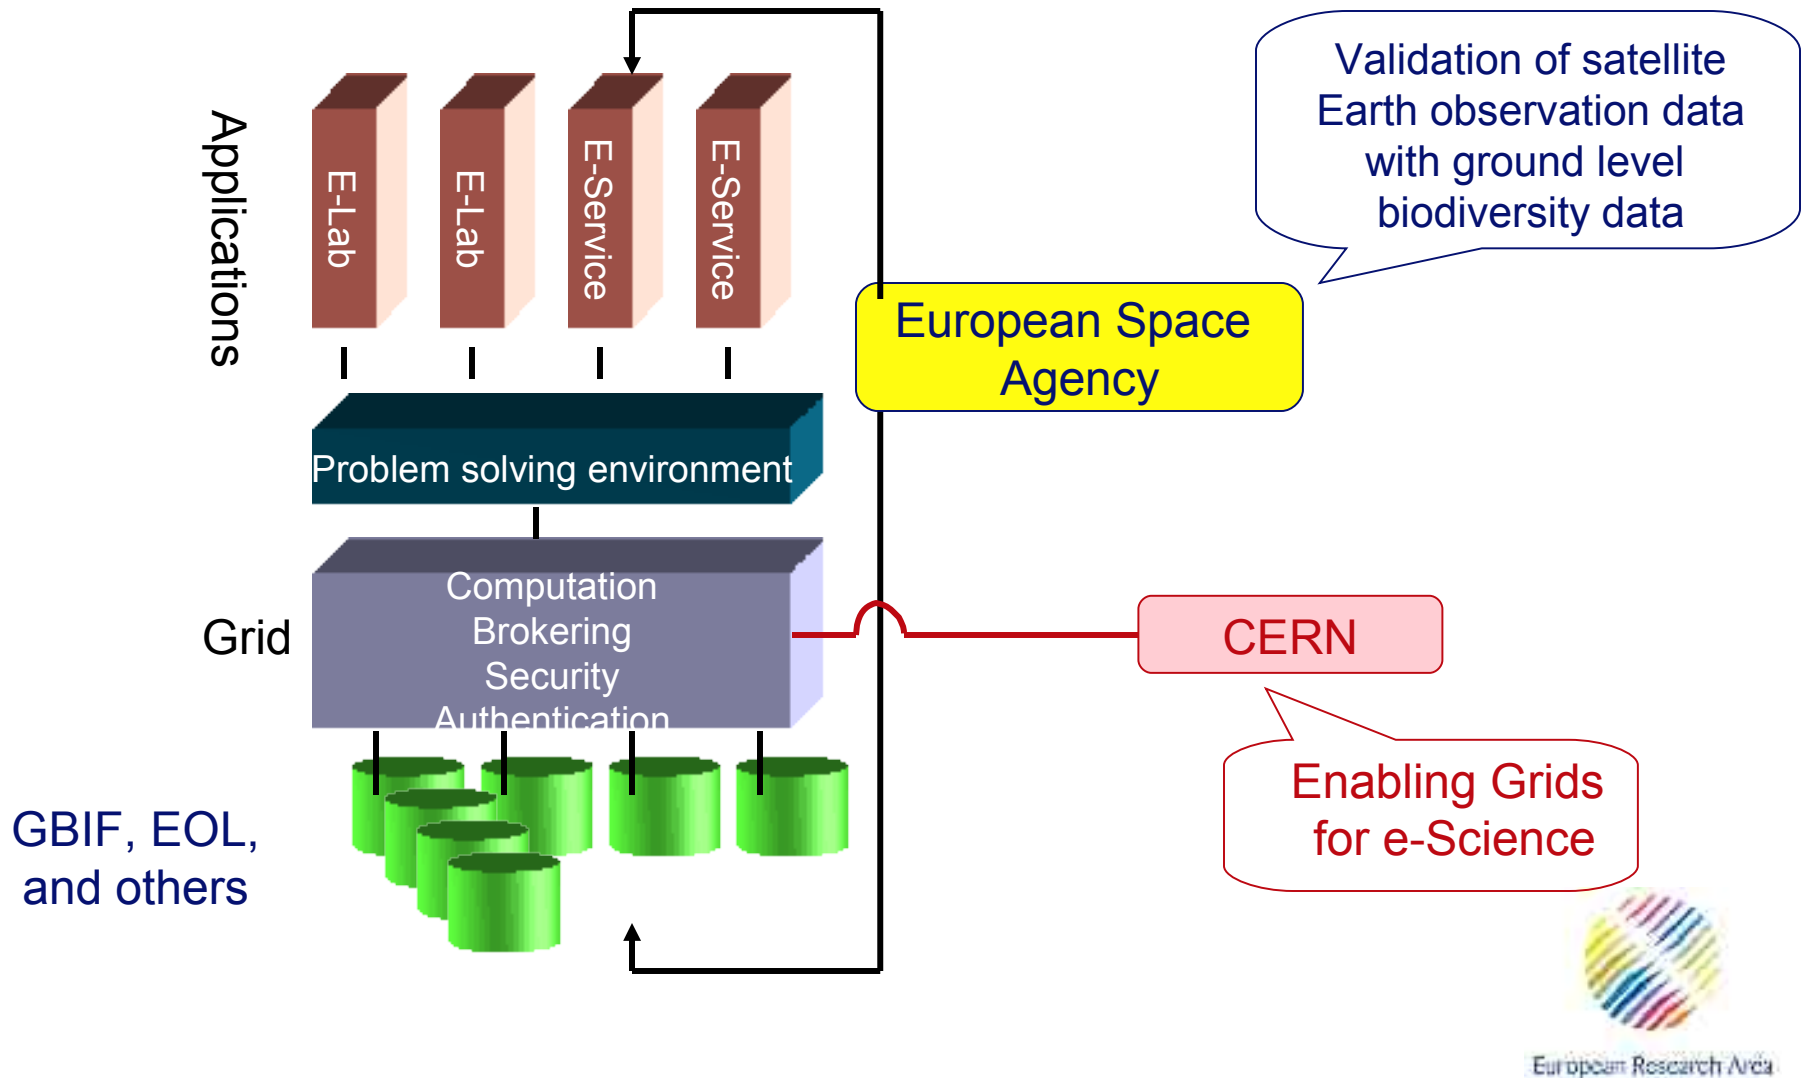 Applications
E-Lab
E-Lab
E-Service
E-Service
Validation of satellite
Earth observation data
with ground level
biodiversity data
European Space
Agency
Problem solving environment
Grid
Computation
Brokering
Security
Authentication
CERN
Enabling Grids
for e-Science
GBIF, EOL,
and others
European Research Area